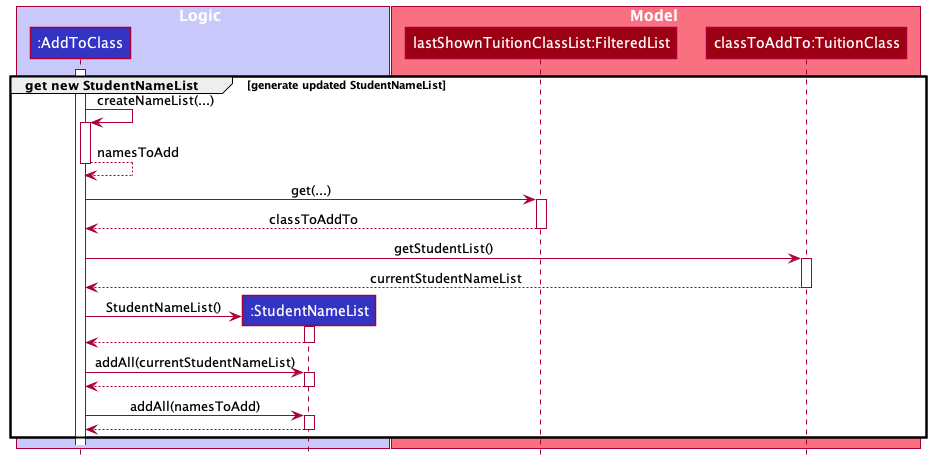 Logic
Model
:AddToClass
lastShownTuitionClassList:FilteredList
classToAddTo:TuitionClass
get new StudentNameList
[generate updated StudentNameList]
createNameList(...)
namesToAdd
get(...)
classToAddTo
getStudentList()
currentStudentNameList
StudentNameList()
:StudentNameList
addAll(currentStudentNameList)
addAll(namesToAdd)